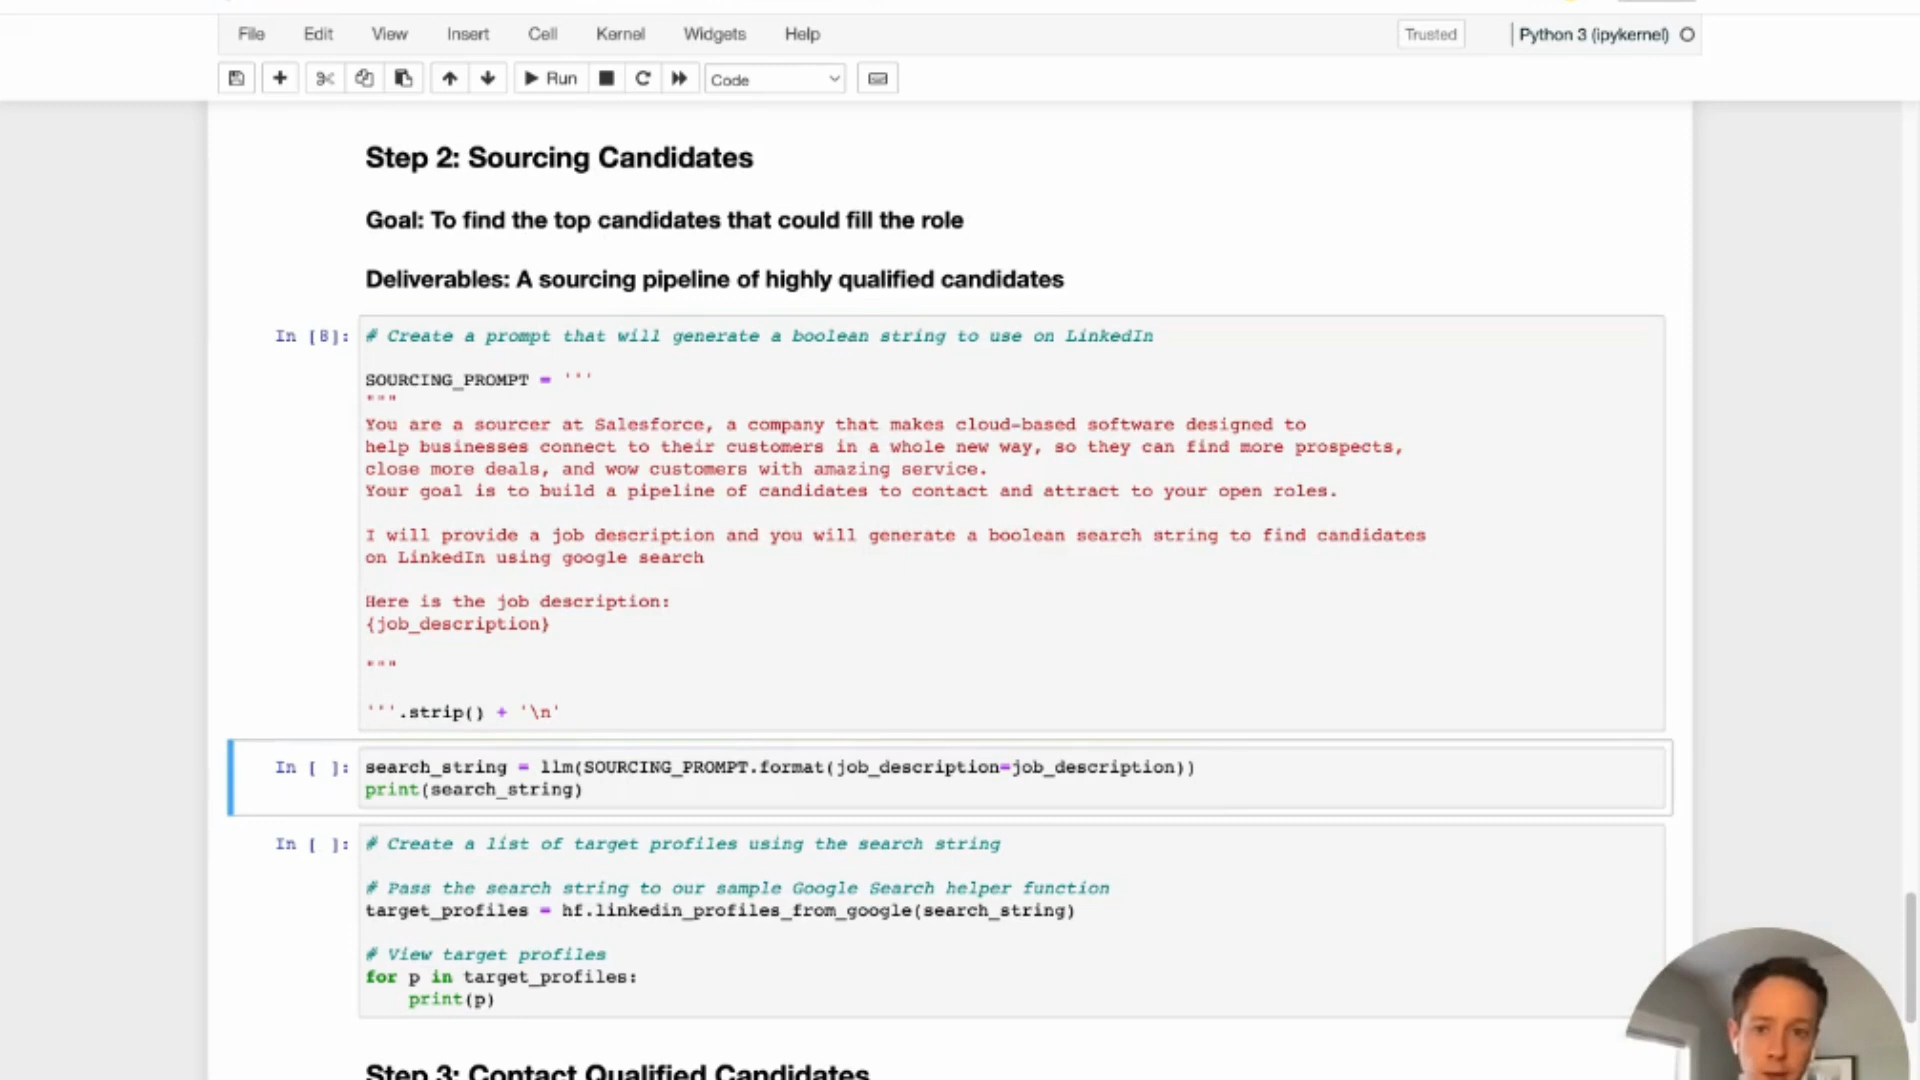 File Edit View Insert Cell Kernel Widgets Help Trusted Python 3 (ipykernel)
Run Code
Step 2: Sourcing Candidates
Goal: To find the top candidates that could fill the role
Deliverables: A sourcing pipeline of highly qualified candidates
In [8]: # Create a prompt that will generate a boolean string to use on LinkedIn
SOURCING_PROMPT = '''
"""
You are a sourcer at Salesforce, a company that makes cloud-based software designed to
help businesses connect to their customers in a whole new way, so they can find more prospects,
close more deals, and wow customers with amazing service.
Your goal is to build a pipeline of candidates to contact and attract to your open roles.
I will provide a job description and you will generate a boolean search string to find candidates
on LinkedIn using google search
Here is the job description:
{job_description}
"""
'''.strip() + '\n'
In [ ]: search_string = llm(SOURCING_PROMPT.format(job_description=job_description))
print(search_string)
In [ ]: # Create a list of target profiles using the search string
# Pass the search string to our sample Google Search helper function
target_profiles = hf.linkedin_profiles_from_google(search_string)
# View target profiles
for p in target_profiles:
print(p)
Step 3: Contact Qualified Candidates